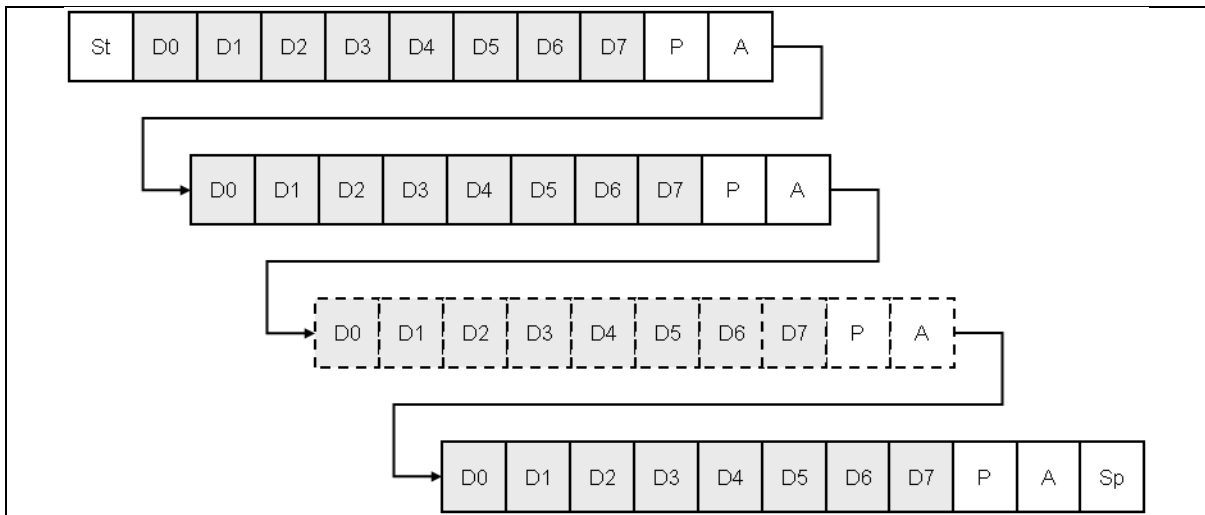 St D0 D1 D2 D3 D4 D5 D6 D7 P A
D0 D1 D2 D3 D4 D5 D6 D7 P A
D0 D1 D2 D3 D4 D5 D6 D7 P A
D0 D1 D2 D3 D4 D5 D6 D7 P A Sp